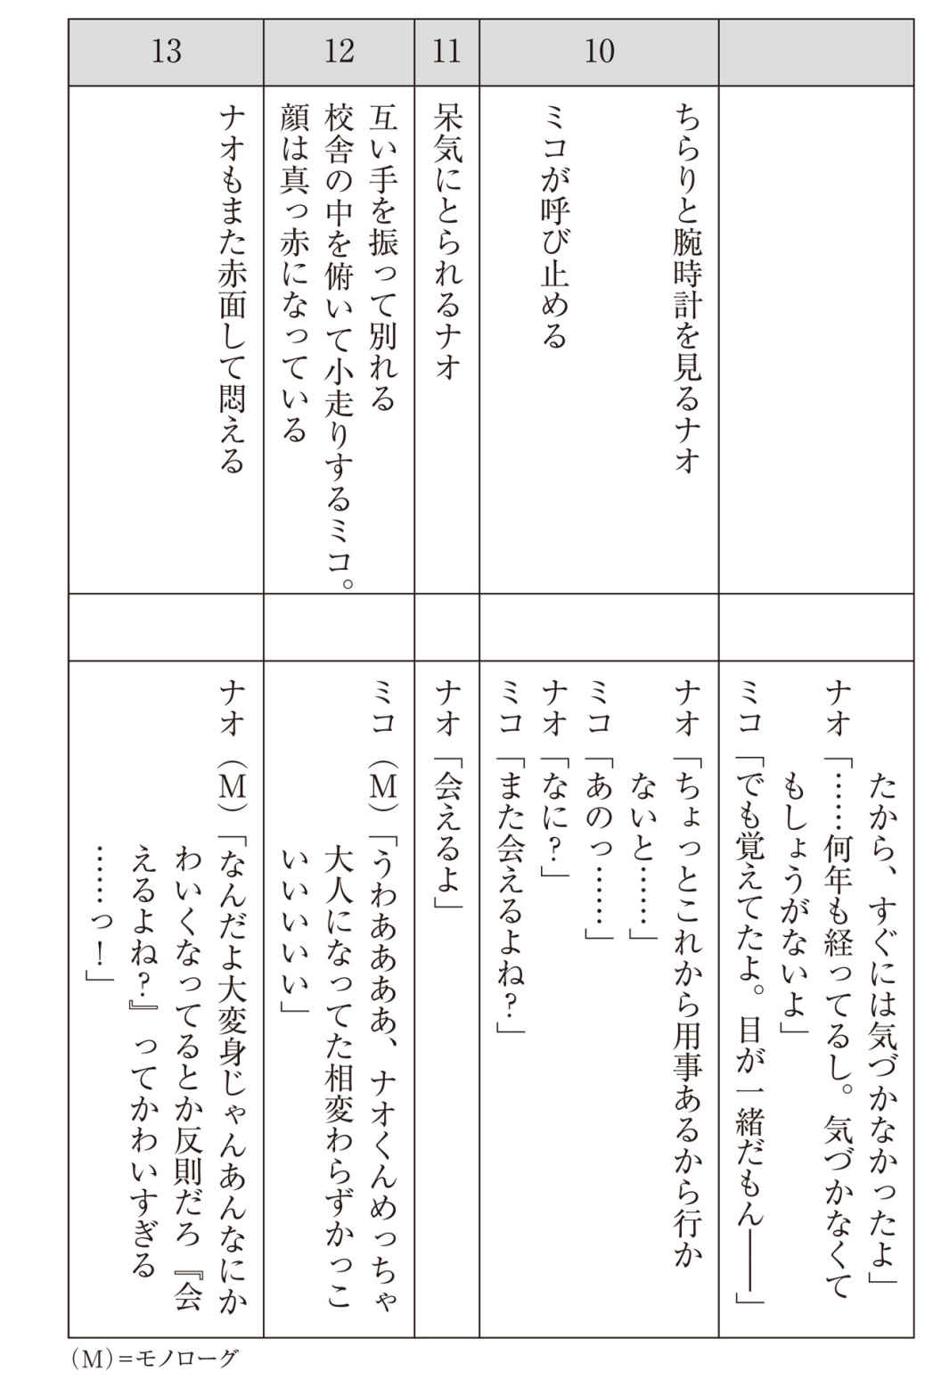 たから、すぐには気づかなかったよ」
ナオ「……何年も経ってるし。気づかなくて
もしょうがないよ」
ミコ「でも覚えてたよ。目が一緒だもん――」
10
ちらりと腕時計を見るナオ
ミコが呼び止める
ナオ「ちょっとこれから用事あるから行か
ないと……」
ミコ「あのっ……」
ナオ「なに？」
ミコ「また会えるよね？」
11
呆気にとられるナオ
ナオ「会えるよ」
12
互い手を振って別れる
校舎の中を俯いて小走りするミコ。
顔は真っ赤になっている
ミコ（M）「うわああああ、ナオくんめっちゃ
大人になってた相変わらずかっこ
いいいいい」
13
ナオもまた赤面して悶える
ナオ（M）「なんだよ大変身じゃんあんなにか
わいくなってるとか反則だろ『会
えるよね？』ってかわいすぎる
……っ！」
（M）＝モノローグ